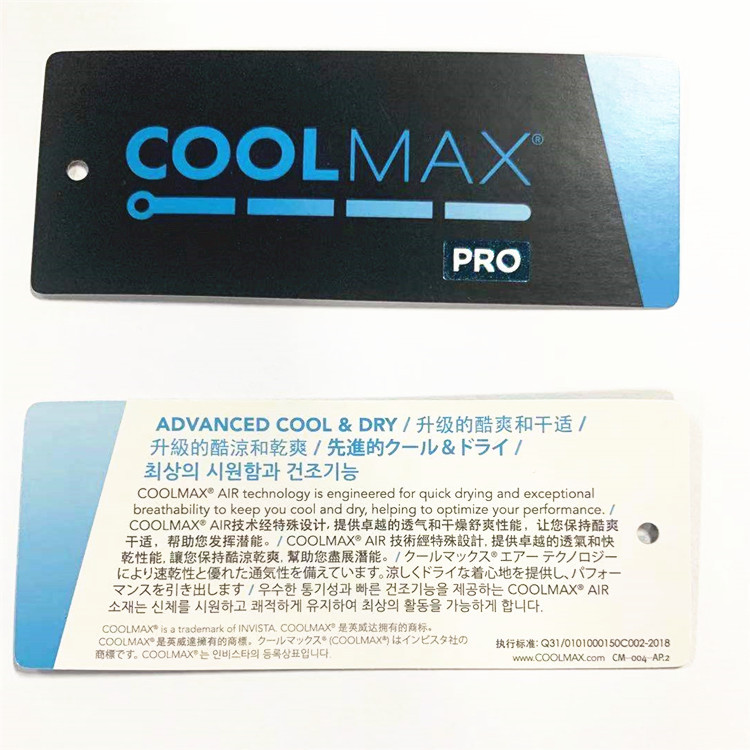 COOLMAX®
PRO
ADVANCED COOL & DRY / 升级的酷爽和干适 /
升級的酷涼和乾爽 / 先進的クール＆ドライ /
최상의 시원함과 건조기능
COOLMAX® AIR technology is engineered for quick drying and exceptional
breathability to keep you cool and dry, helping to optimize your performance. /
COOLMAX® AIR技术经特殊设计, 提供卓越的透气和干燥舒爽性能, 让您保持酷爽
干适, 帮助您发挥潜能。/ COOLMAX® AIR 技術經特殊設計, 提供卓越的透氣和快
乾性能, 讓您保持酷涼乾爽, 幫助您盡展潛能。/ クールマックス® エアー テクノロジー
により速乾性と優れた通気性を備えています。涼しくドライな着心地を提供し、パフォー
マンスを引き出します / 우수한 통기성과 빠른 건조기능을 제공하는 COOLMAX® AIR
소재는 신체를 시원하고 쾌적하게 유지하여 최상의 활동을 가능하게 합니다.
COOLMAX® is a trademark of INVISTA. COOLMAX® 是英威达拥有的商标。
COOLMAX® 是英威達擁有的商標。クールマックス® (COOLMAX®) はインビスタ社の
商標です。COOLMAX® 는 인비스타의 등록상표입니다.
执行标准: Q31/0101000150C002-2018
www.COOLMAX.com CM-004-AP.2